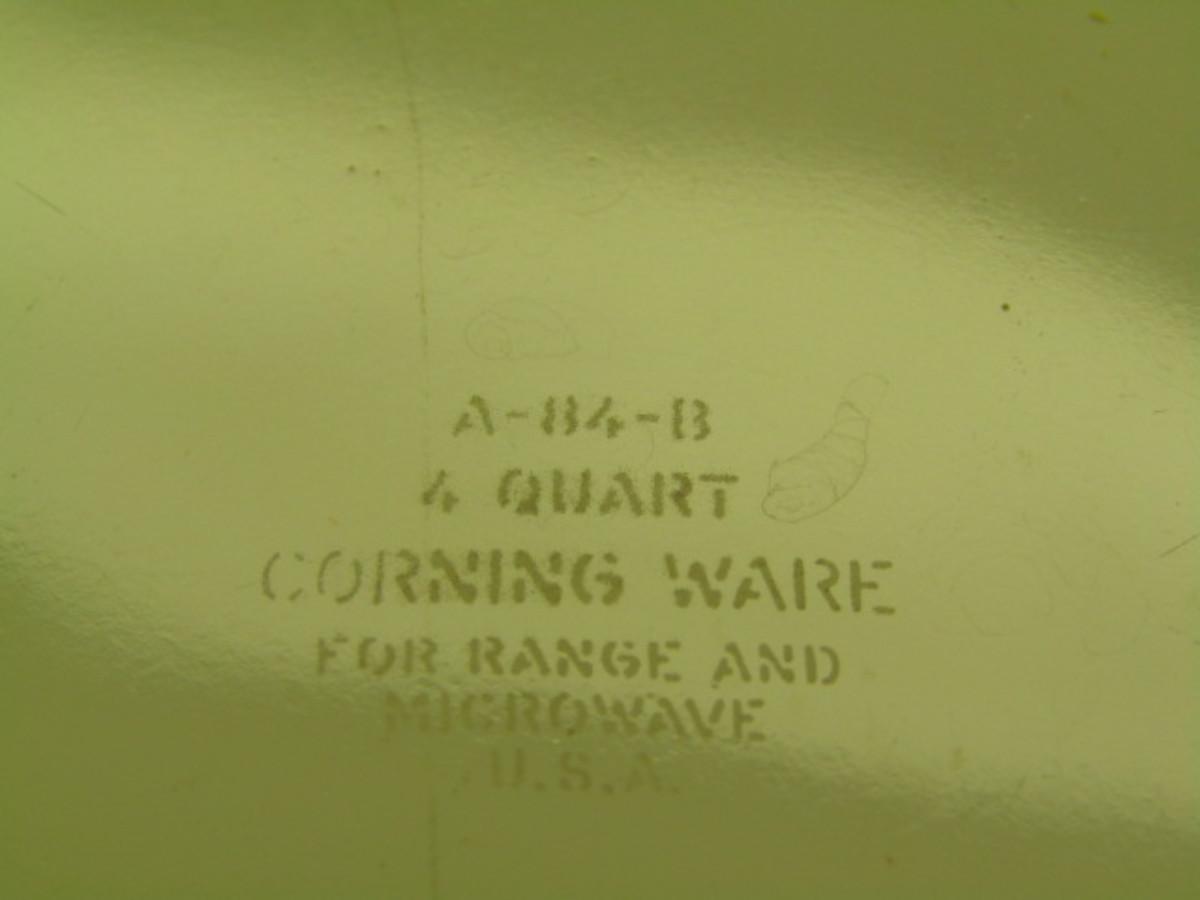 A-84-B
4 QUART
CORNING WARE
FOR RANGE AND
MICROWAVE
U.S.A.